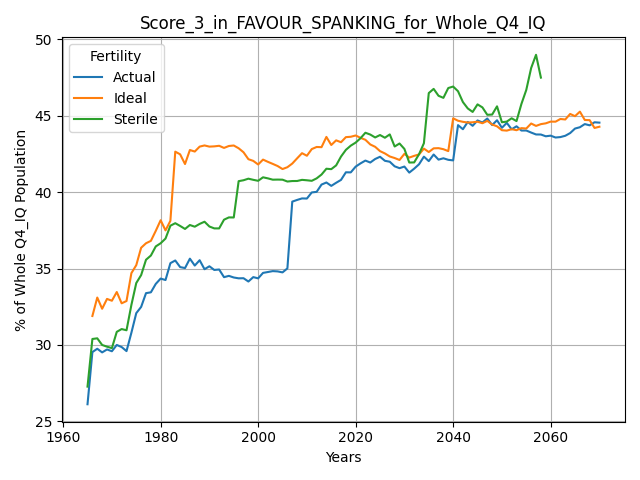 Score_3_in_FAVOUR_SPANKING_for_Whole_Q4_IQ
Fertility
Actual
Ideal
Sterile
% of Whole Q4_IQ Population
50
45
40
35
30
25
1960
1980
2000
2020
2040
2060
Years